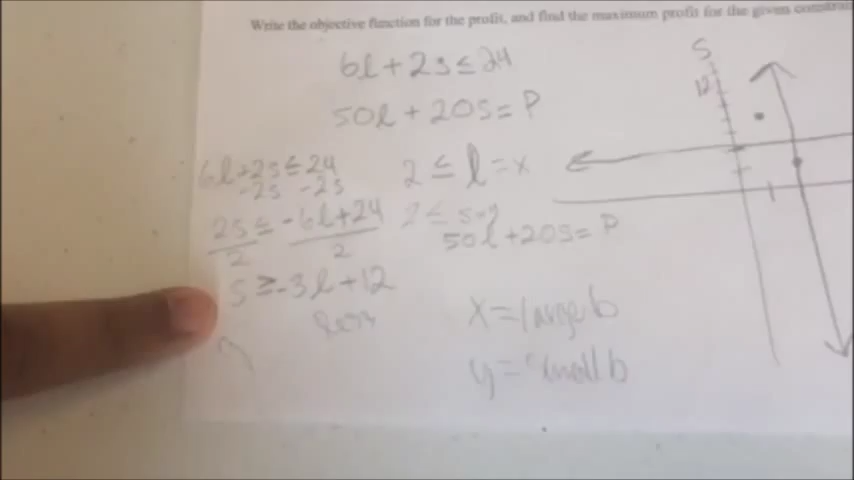 Write the objective function for the profit, and find the maximum profit for the given
6l+2s≤24
50l+20s=P
6l+2s≤24
-2s -2s
2s≤-6l+24
2 2
s≥-3l+12
2≤l=x
2≤s=y
50l+20s=P
x=large b
y=small b
S
12